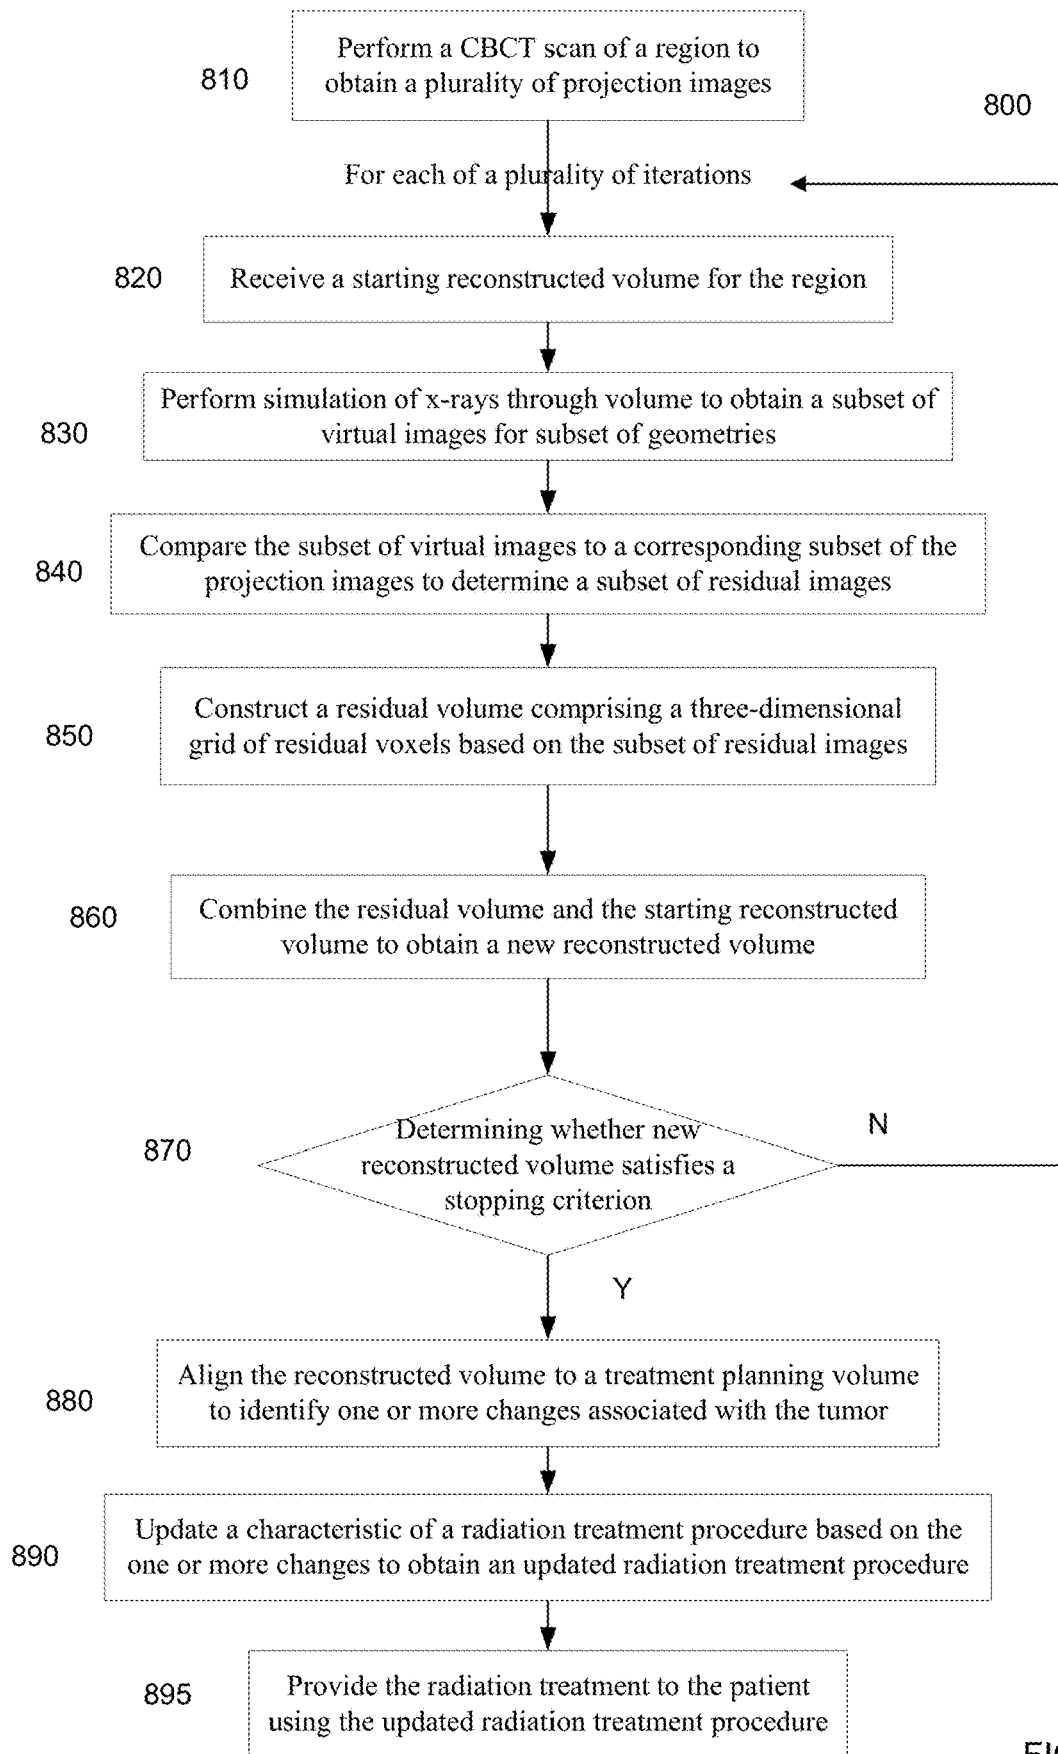 Perform a CBCT scan of a region to
obtain a plurality of projection images
810
800
For each of a plurality of iterations
820
Receive a starting reconstructed volume for the region
Perform simulation of x-rays through volume to obtain a subset of
virtual images for subset of geometries
830
Compare the subset of virtual images to a corresponding subset of the
projection images to determine a subset of residual images
840
Construct a residual volume comprising a three-dimensional
grid of residual voxels based on the subset of residual images
850
Combine the residual volume and the starting reconstructed
volume to obtain a new reconstructed volume
860
Determining whether new
reconstructed volume satisfies a
stopping criterion
870
N
Y
Align the reconstructed volume to a treatment planning volume
to identify one or more changes associated with the tumor
880
Update a characteristic of a radiation treatment procedure based on the
one or more changes to obtain an updated radiation treatment procedure
890
Provide the radiation treatment to the patient
using the updated radiation treatment procedure
895